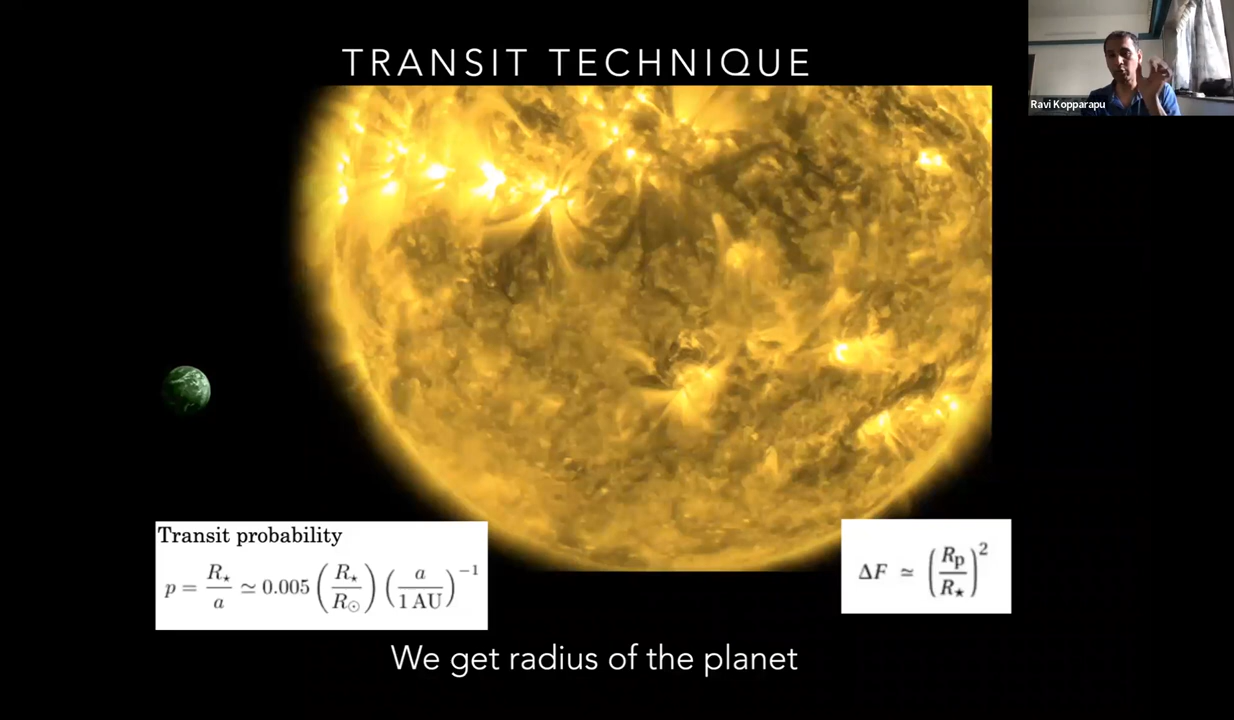 TRANSIT TECHNIQUE
Ravi Kopparapu
Transit probability
p = R⋆/a ≃ 0.005 (R⋆/R☉) (a/1 AU)⁻¹
ΔF ≃ (Rp/R★)²
We get radius of the planet